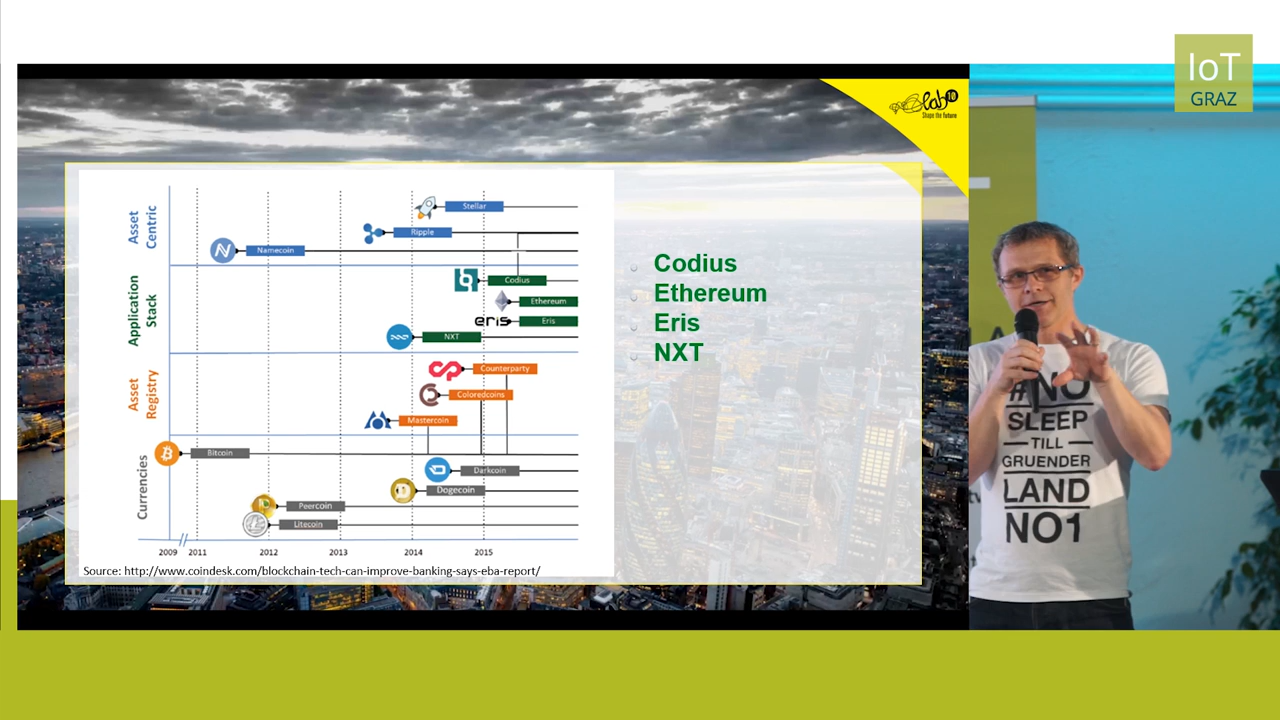 IoT
GRAZ
lab10
Shape the future
Asset
Centric
Stellar
Ripple
Namecoin
Application
Stack
Codius
Ethereum
eris
Eris
NXT
Asset
Registry
Counterparty
Coloredcoins
Mastercoin
Currencies
Bitcoin
Darkcoin
Dogecoin
Peercoin
Litecoin
2009 2011 2012 2013 2014 2015
Source: http://www.coindesk.com/blockchain-tech-can-improve-banking-says-eba-report/
Codius
Ethereum
Eris
NXT
#NO
SLEEP
TILL
GRUENDER
LAND
NO1